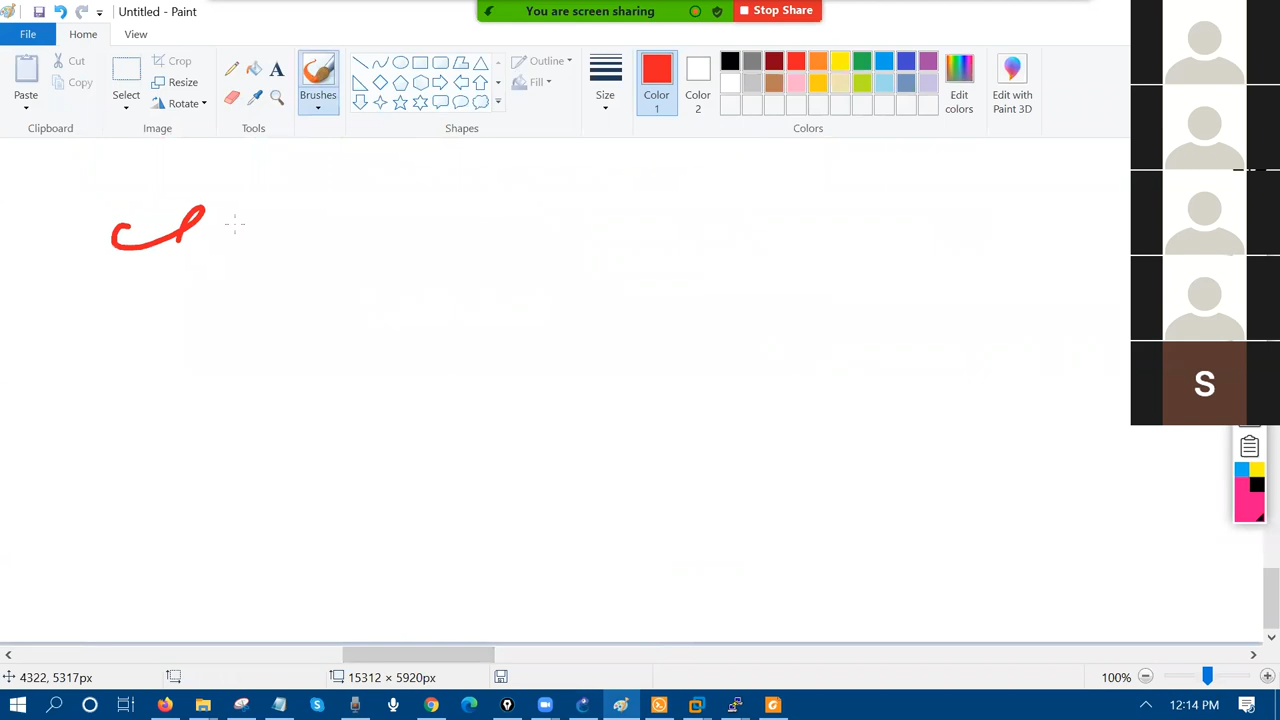 Untitled - Paint
You are screen sharing
Stop Share
File
Home
View
Paste
Cut
Copy
Clipboard
Select
Crop
Resize
Rotate
Image
A
Tools
Brushes
Shapes
Outline
Fill
Size
Color 1
Color 2
Edit colors
Colors
Edit with Paint 3D
S
4322, 5317px
15312 × 5920px
100%
12:14 PM